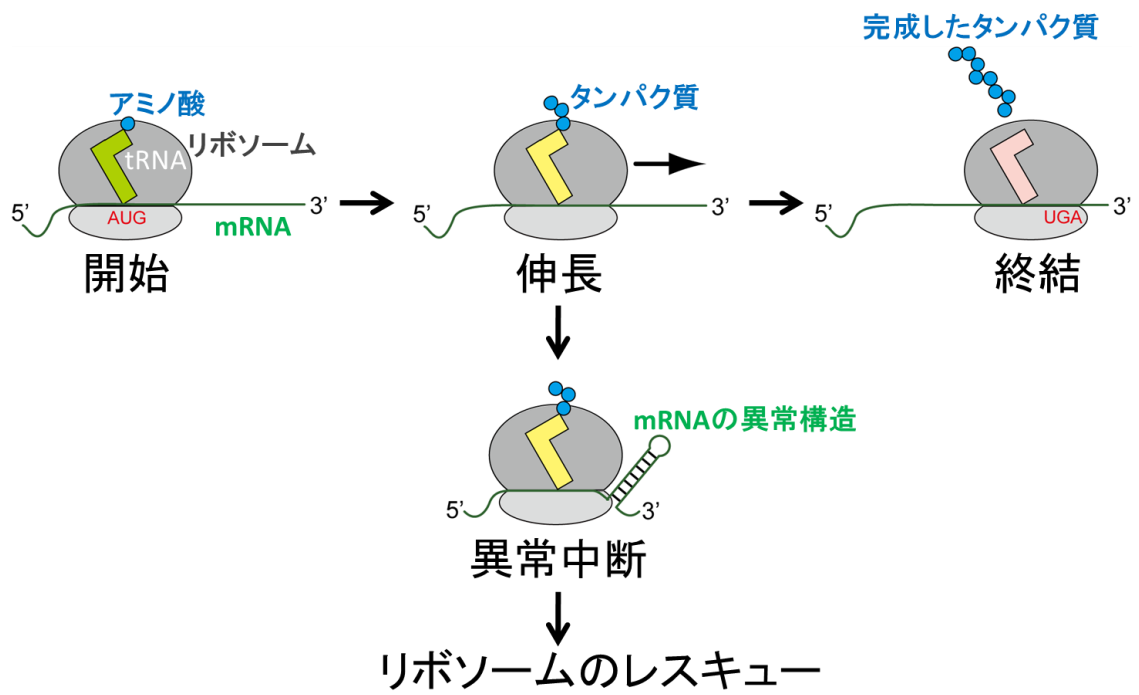 完成したタンパク質
アミノ酸
タンパク質
tRNA
リボソーム
5'
AUG
mRNA
3'
5'
3'
5'
UGA
3'
開始
伸長
終結
mRNAの異常構造
5'
3'
異常中断
リボソームのレスキュー